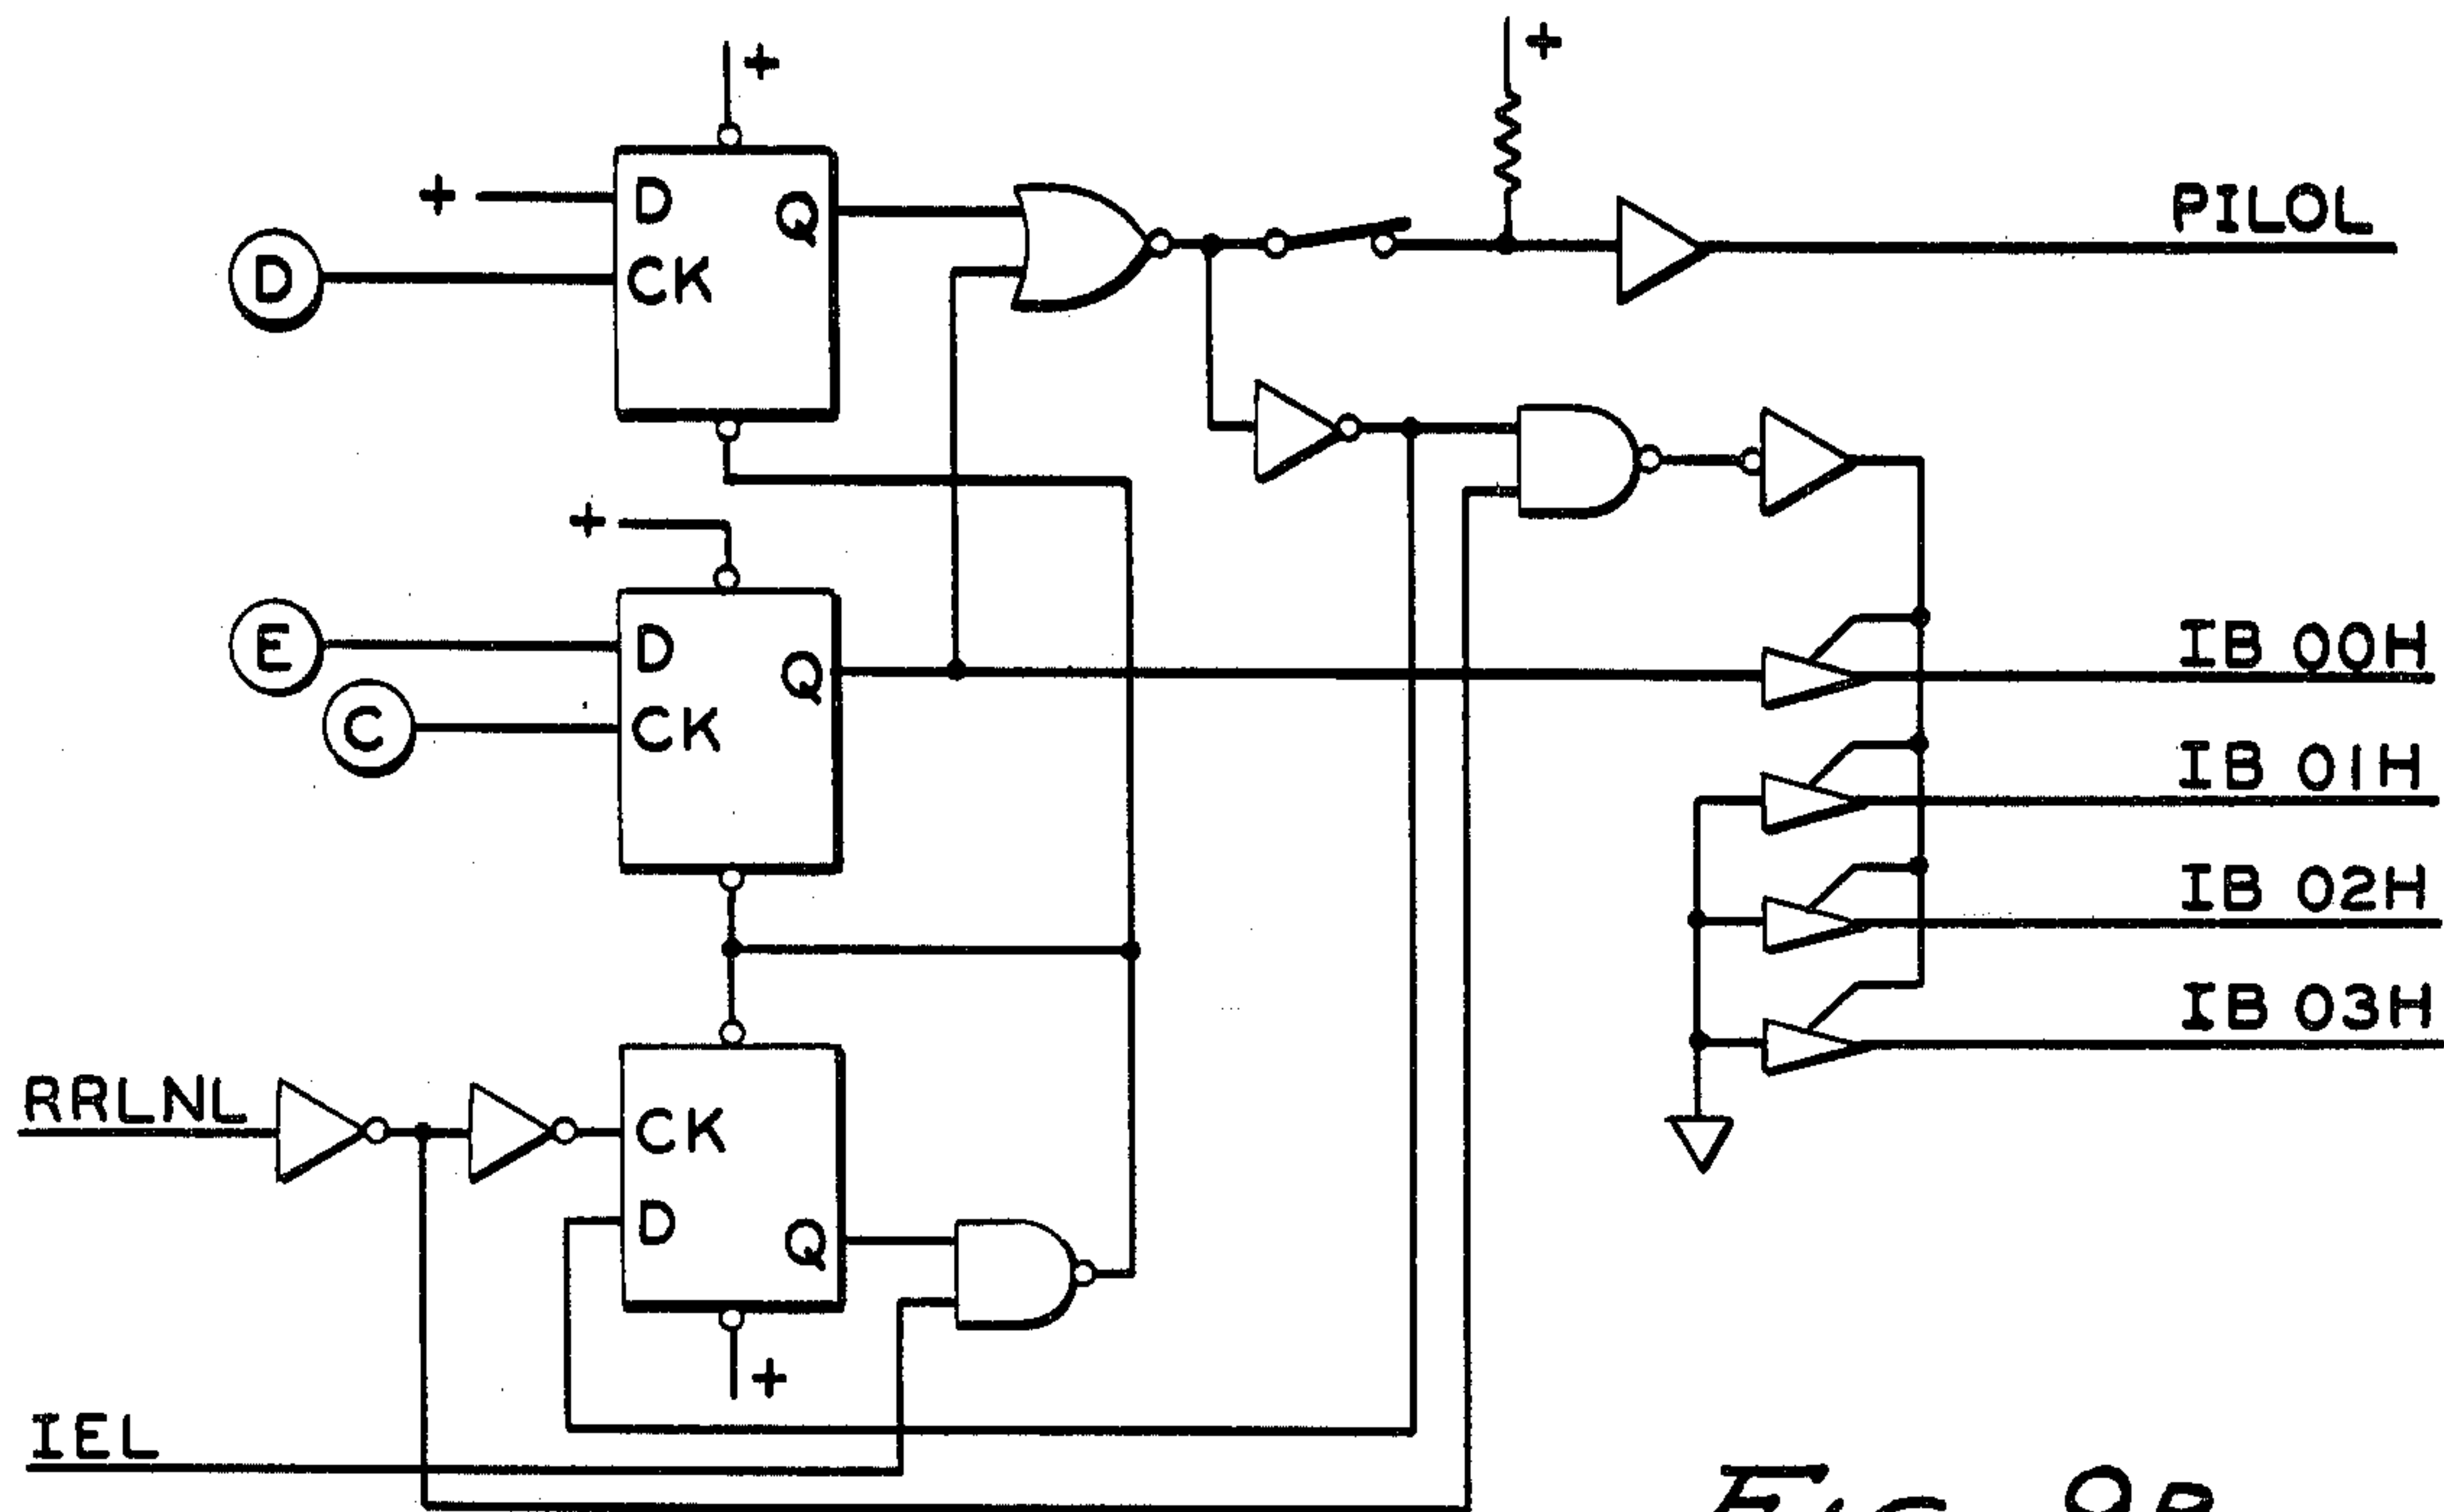 +
+
+ D Q
D CK
PILOL
+
E D Q
C CK
IB 00H
IB 01H
IB 02H
IB 03H
RRLNL CK
D Q
+
IEL